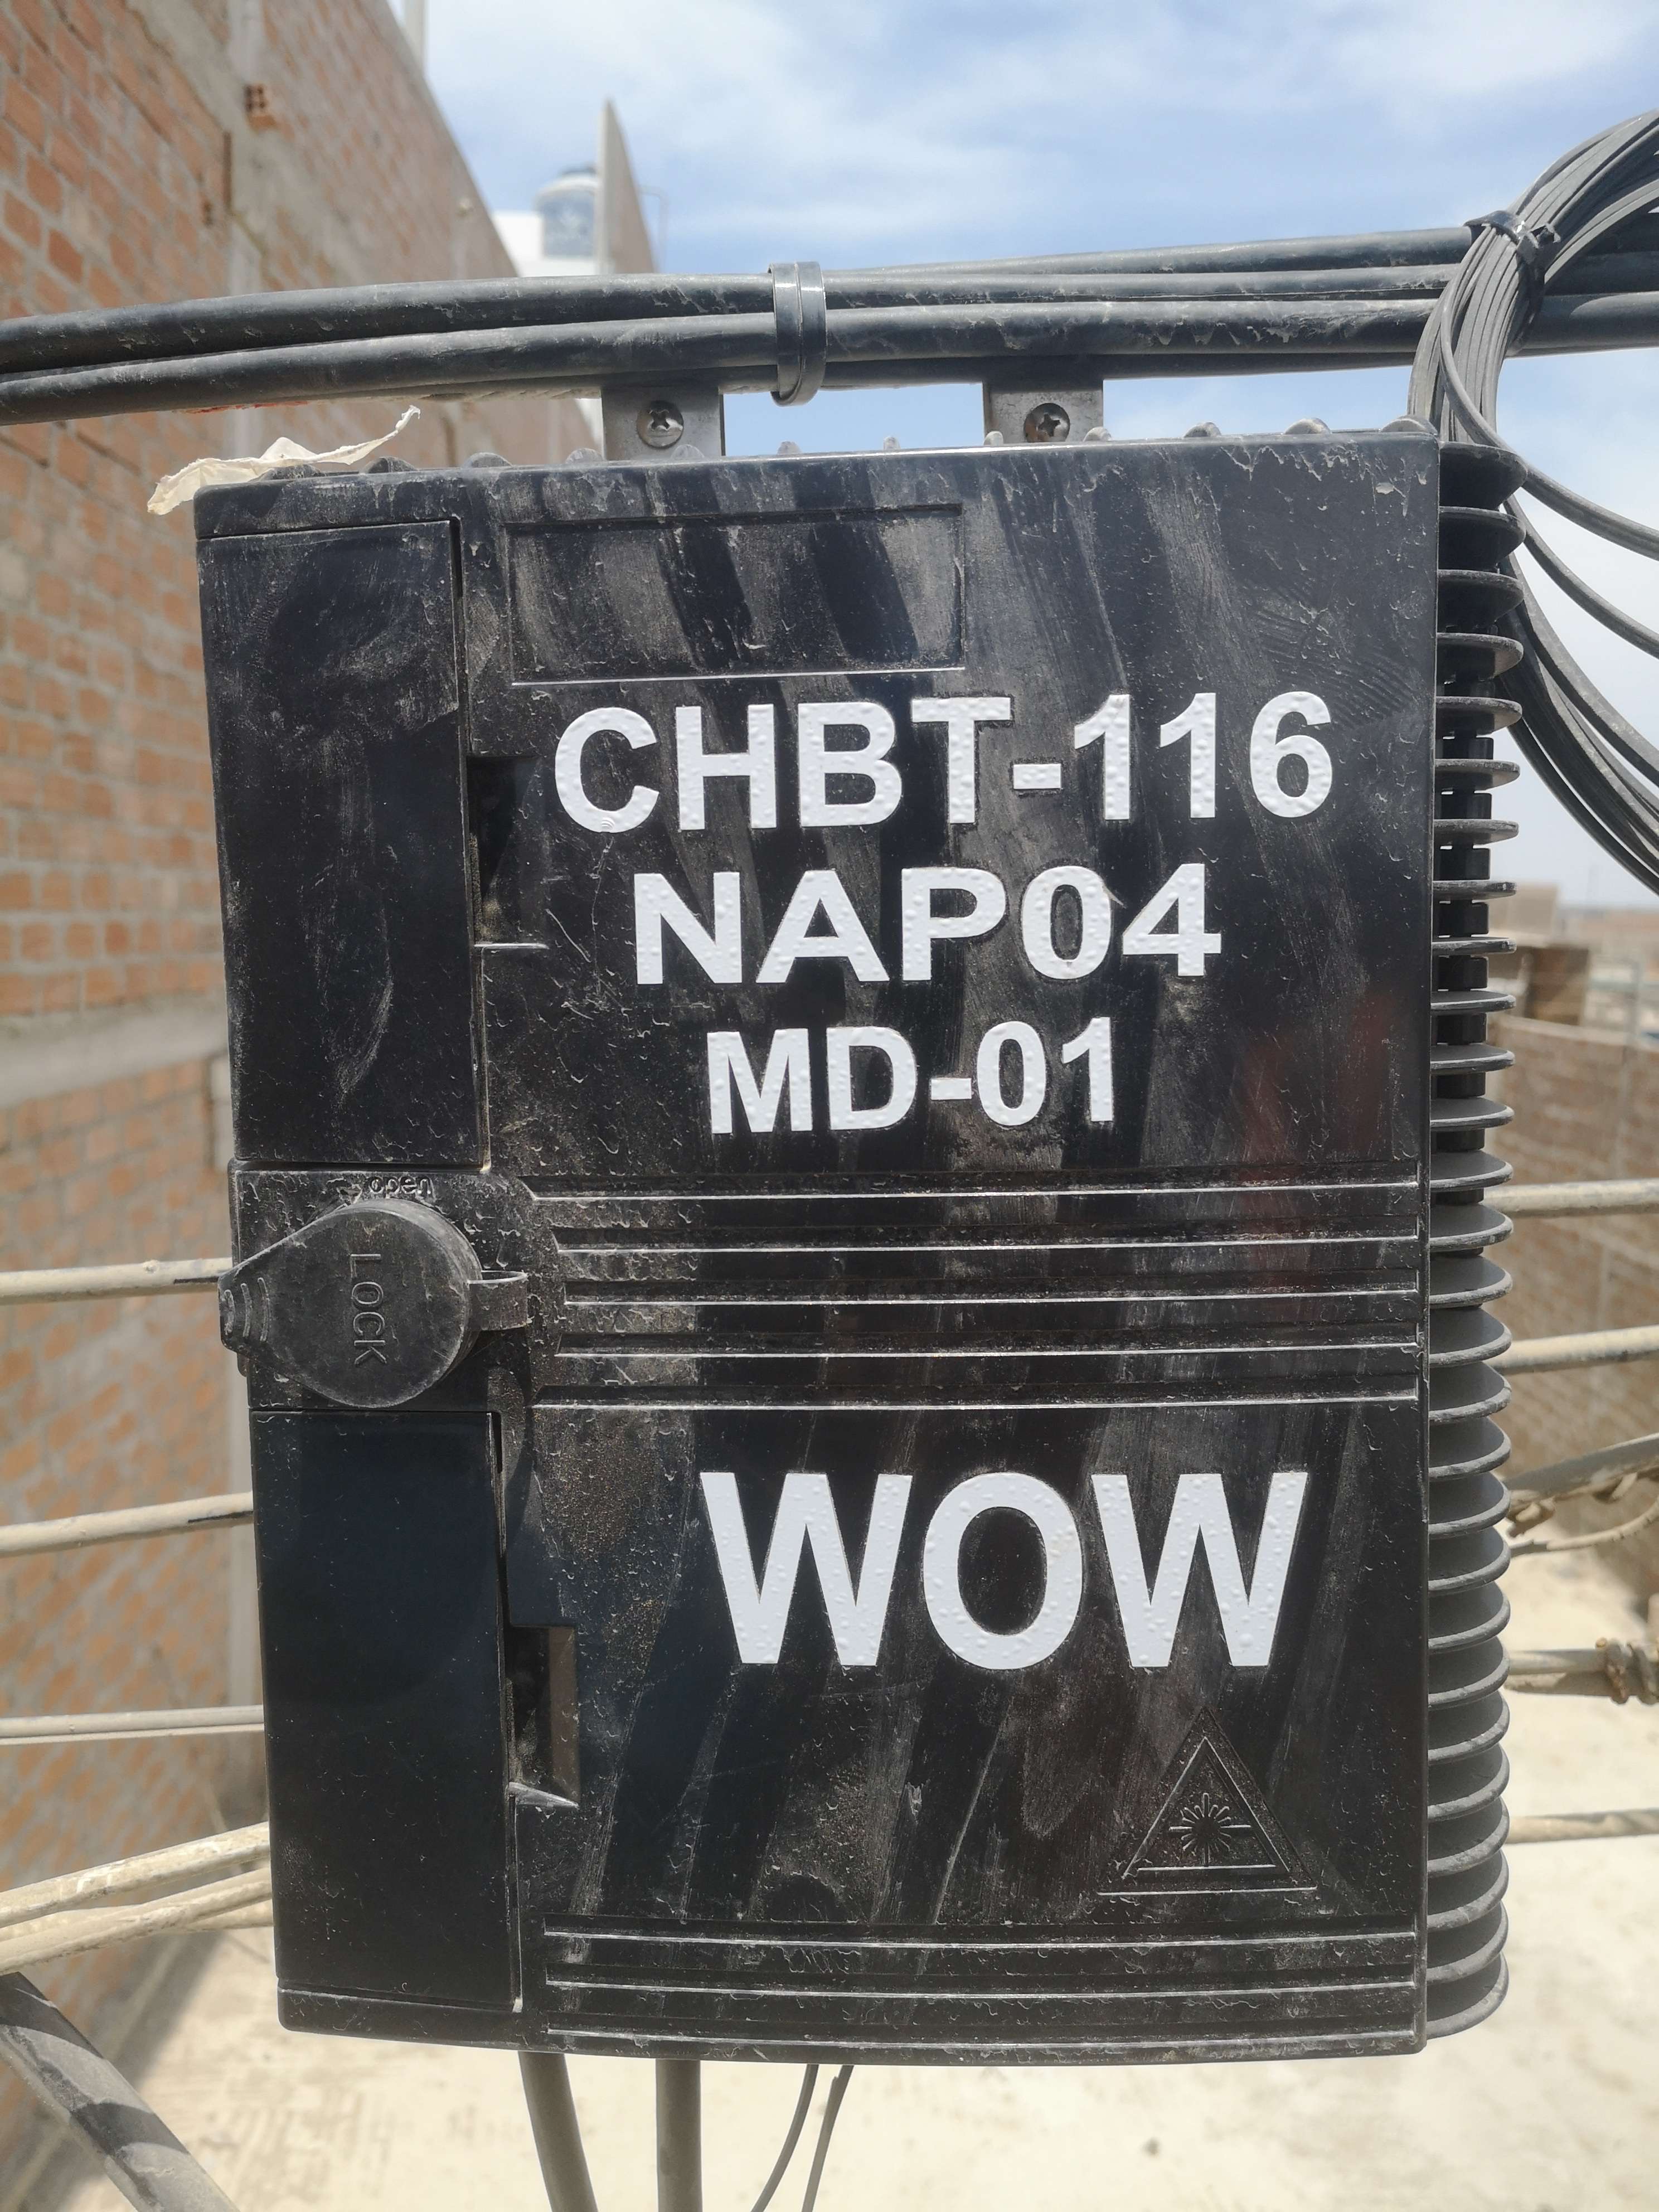 CHBT-116
NAP04
MD-01
open
LOCK
WOW